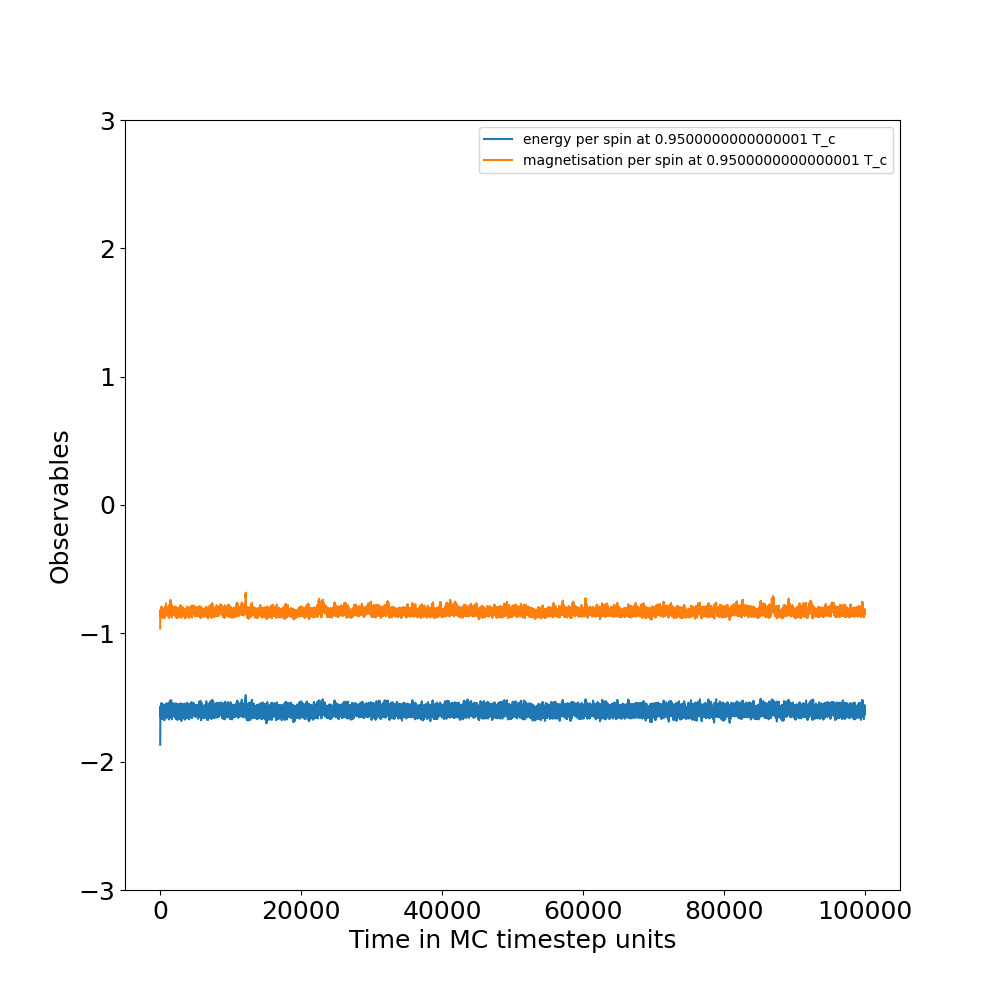 energy per spin at 0.9500000000000001 T_c
magnetisation per spin at 0.9500000000000001 T_c
3
2
1
0
−1
−2
−3
Observables
0 20000 40000 60000 80000 100000
Time in MC timestep units